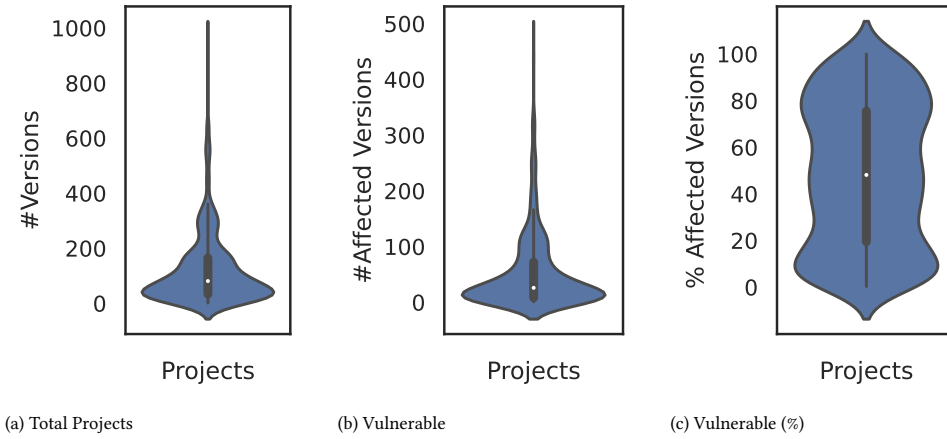 #Versions
1000
800
600
400
200
0
Projects
#Affected Versions
500
400
300
200
100
0
Projects
% Affected Versions
100
80
60
40
20
0
Projects
(a) Total Projects
(b) Vulnerable
(c) Vulnerable (%)